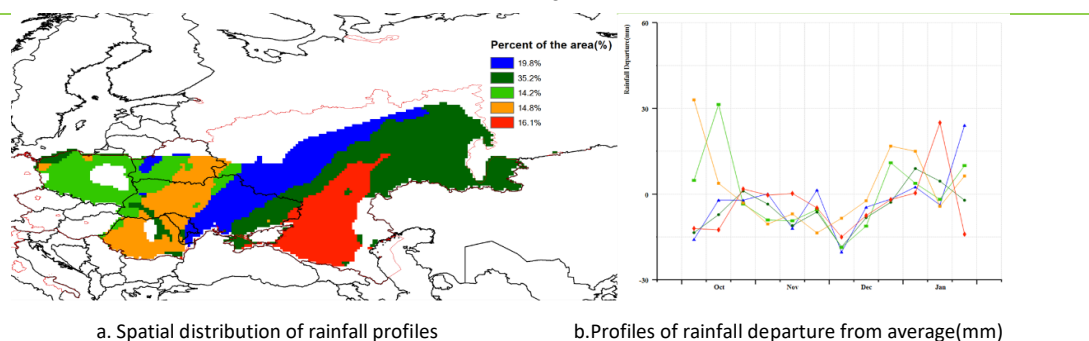 Percent of the area(%)
19.8%
35.2%
14.2%
14.8%
16.1%
Rainfall Departure(mm)
60
30
0
-30
Oct
Nov
Dec
Jan
a. Spatial distribution of rainfall profiles
b.Profiles of rainfall departure from average(mm)